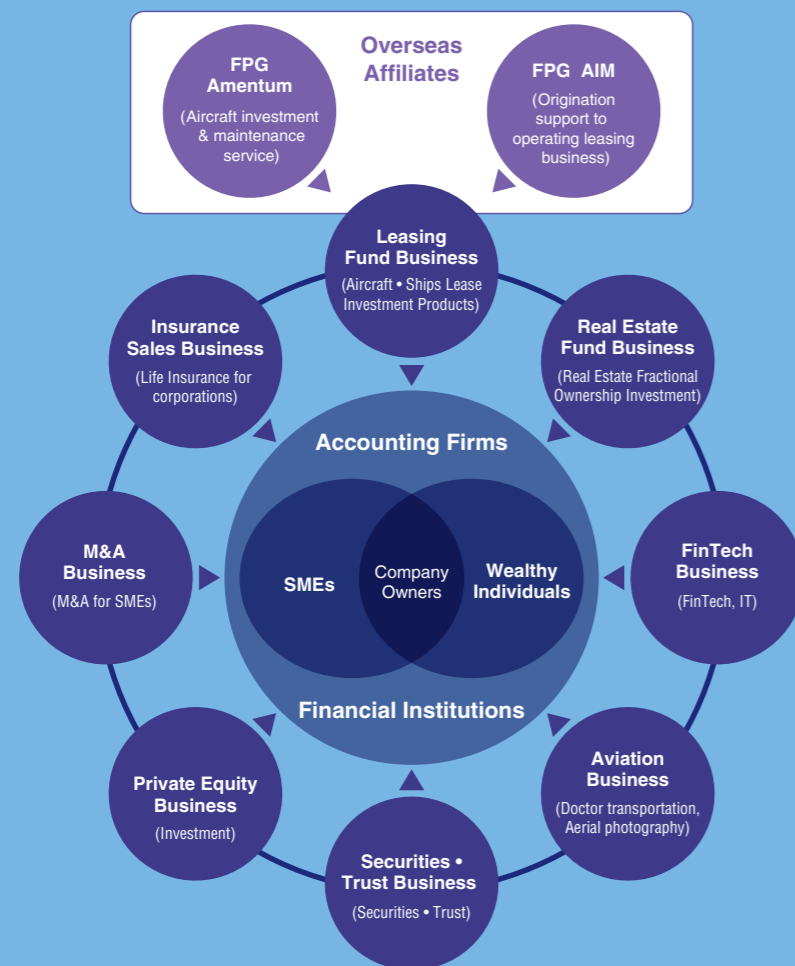 Overseas
Affiliates
FPG
Amentum
(Aircraft investment
& maintenance
service)
FPG AIM
(Origination
support to
operating leasing
business)
Leasing
Fund Business
(Aircraft • Ships Lease
Investment Products)
Insurance
Sales Business
(Life Insurance for
corporations)
Real Estate
Fund Business
(Real Estate Fractional
Ownership Investment)
Accounting Firms
M&A
Business
(M&A for SMEs)
SMEs
Company
Owners
Wealthy
Individuals
FinTech
Business
(FinTech, IT)
Financial Institutions
Private Equity
Business
(Investment)
Aviation
Business
(Doctor transportation,
Aerial photography)
Securities •
Trust Business
(Securities • Trust)